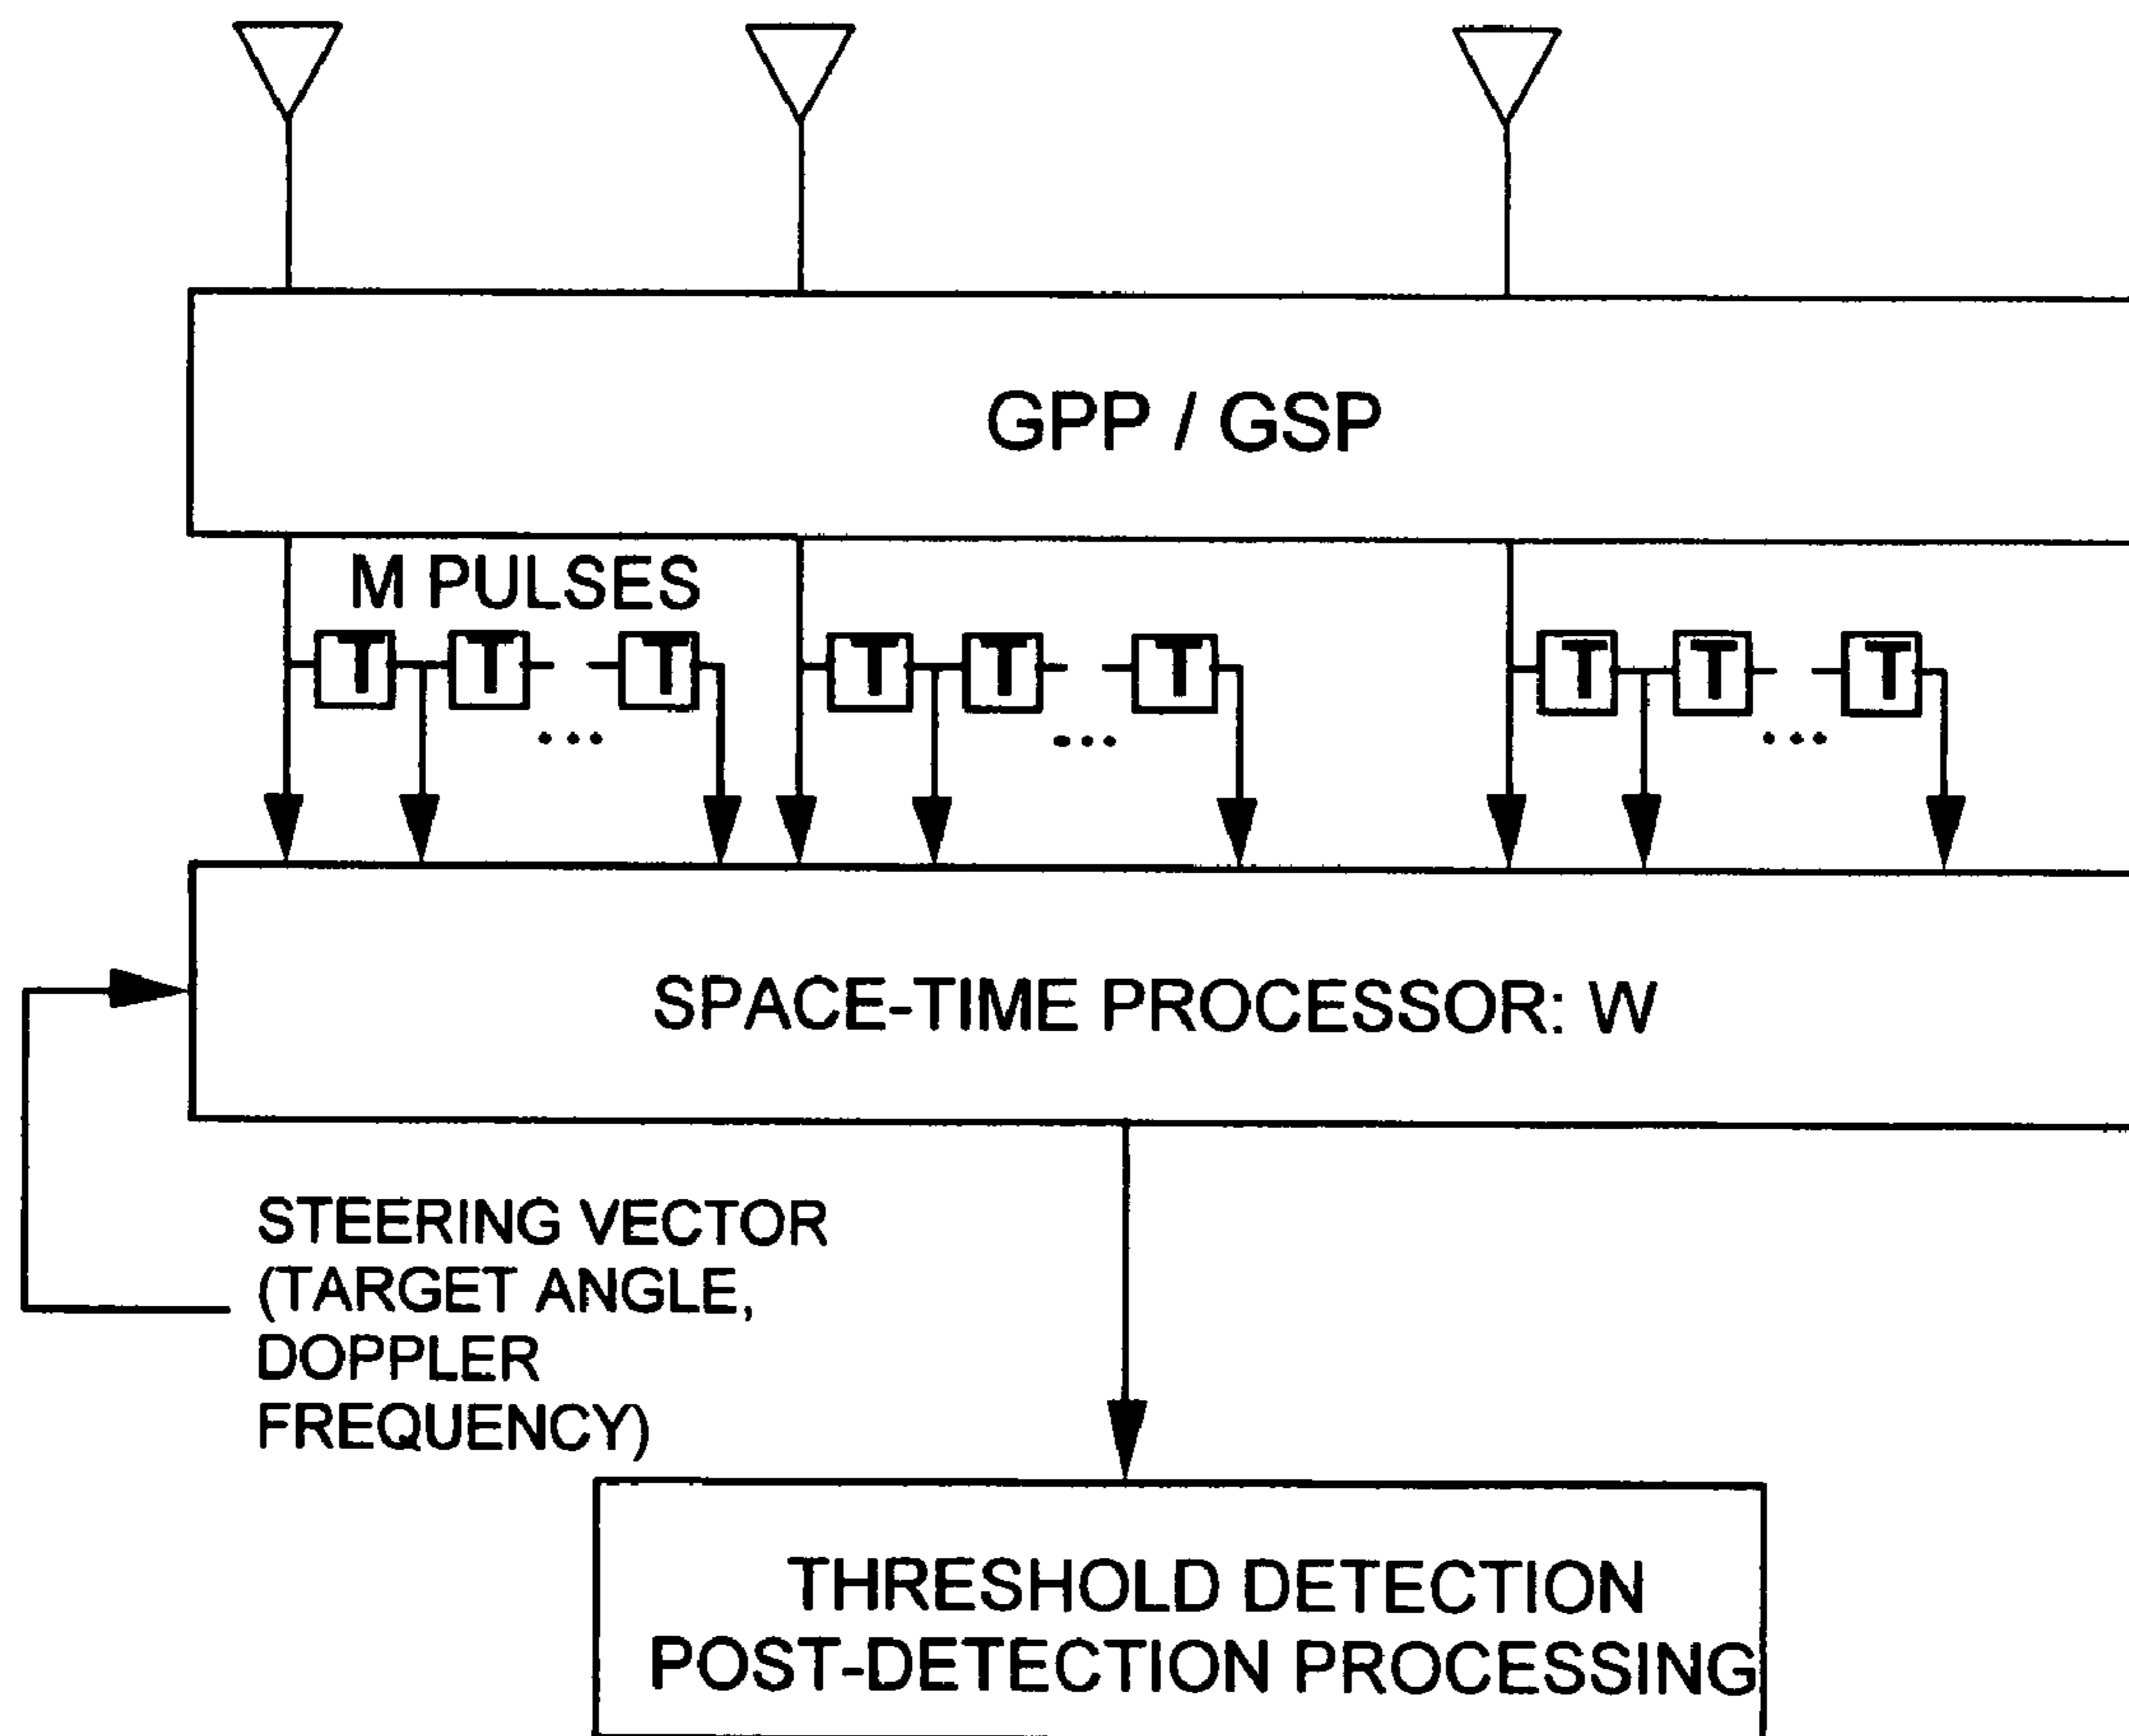 GPP / GSP
M PULSES
T T T T T T T T T
... ... ...
SPACE-TIME PROCESSOR: W
STEERING VECTOR
(TARGET ANGLE,
DOPPLER
FREQUENCY)
THRESHOLD DETECTION
POST-DETECTION PROCESSING